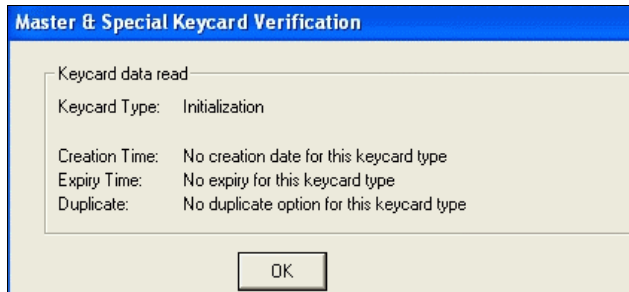 Master & Special Keycard Verification
Keycard data read
Keycard Type: Initialization
Creation Time: No creation date for this keycard type
Expiry Time: No expiry for this keycard type
Duplicate: No duplicate option for this keycard type
OK